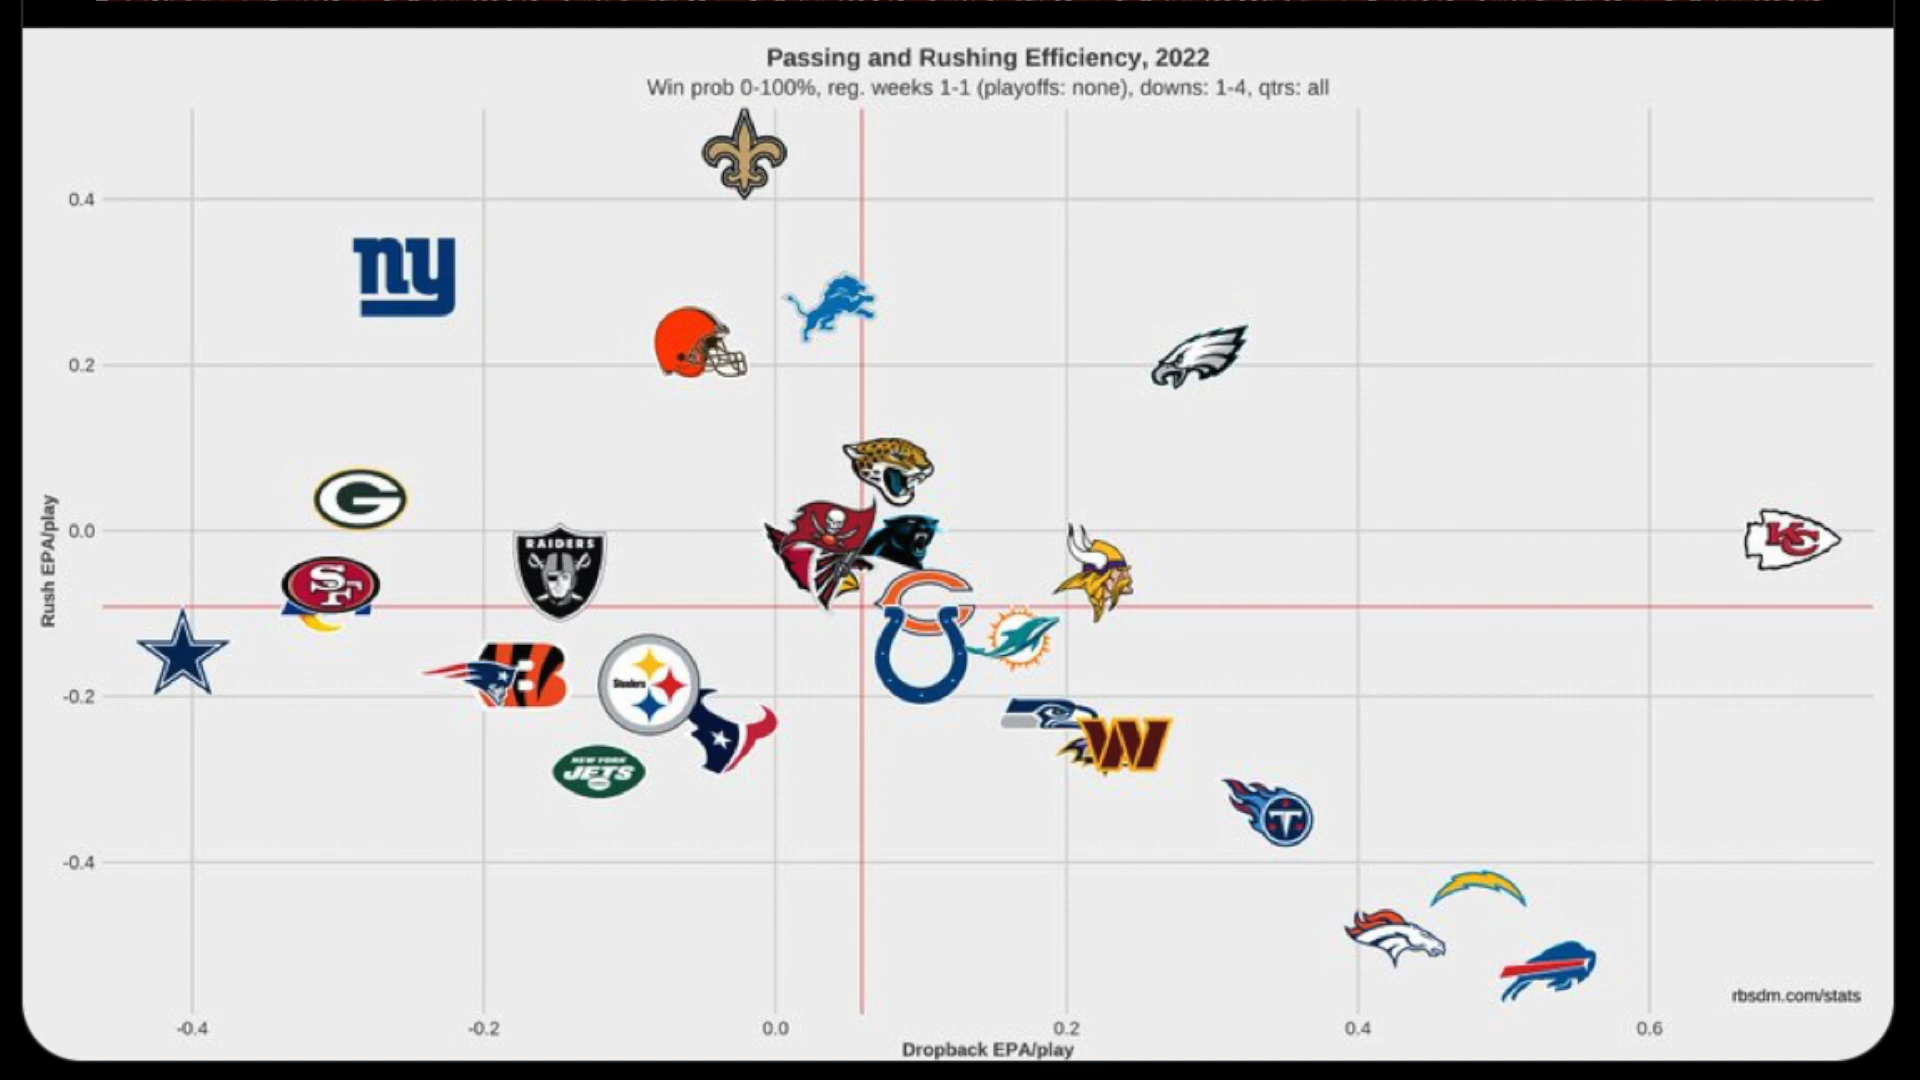 Passing and Rushing Efficiency, 2022
Win prob 0-100%, reg. weeks 1-1 (playoffs: none), downs: 1-4, qtrs: all
0.4
ny
0.2
G
Rush EPA/play
0.0
RAIDERS
KC
SF
C
B
Steelers
-0.2
W
NEW YORK
JETS
T
-0.4
rbsdm.com/stats
-0.4
-0.2
0.0
0.2
0.4
0.6
Dropback EPA/play